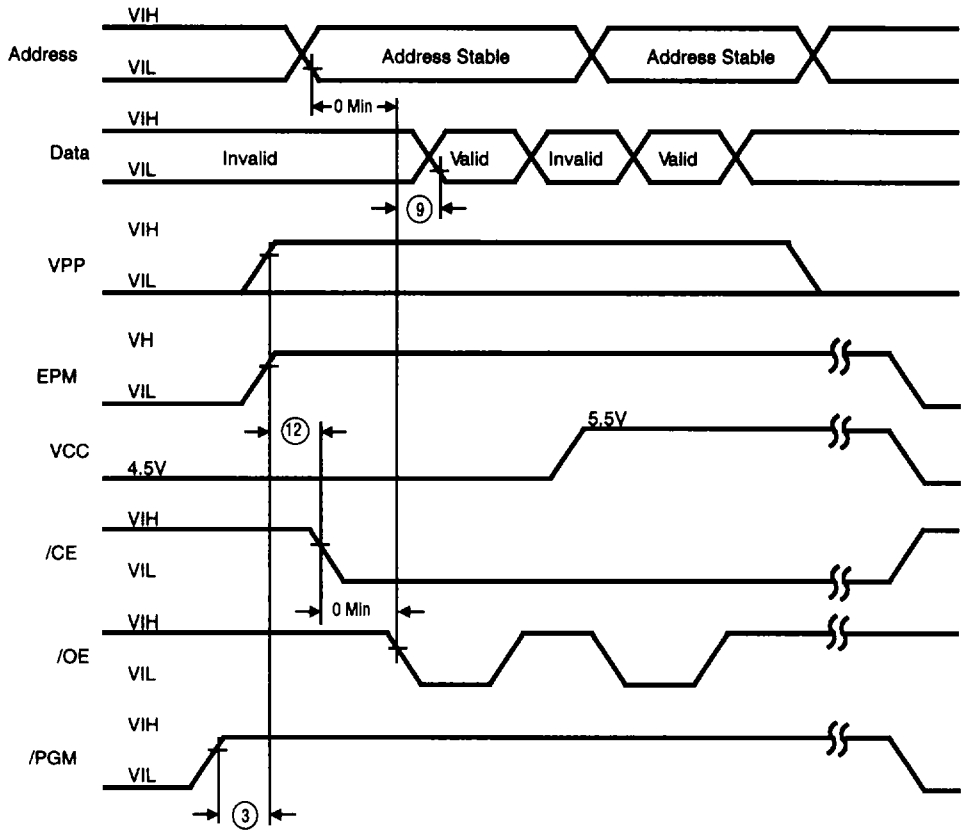 VIH
Address
VIL
Address Stable
Address Stable
0 Min
VIH
Data
VIL
Invalid
Valid
Invalid
Valid
9
VIH
VPP
VIL
VH
EPM
VIL
12
VCC
4.5V
5.5V
VIH
/CE
VIL
0 Min
VIH
/OE
VIL
VIH
/PGM
VIL
3